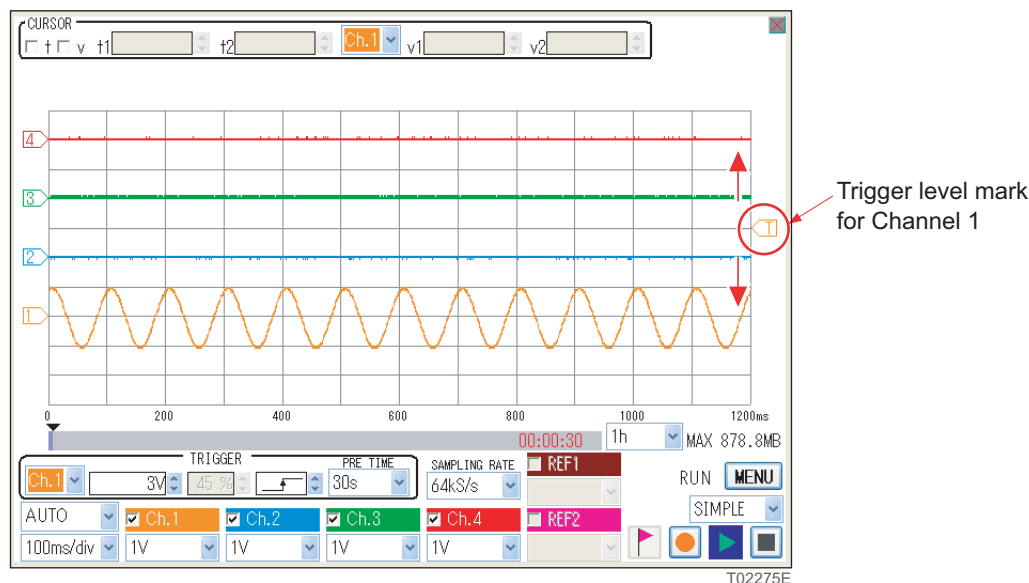 CURSOR
t v t1 t2 Ch.1 v1 v2
4
3
T
Trigger level mark
for Channel 1
2
1
0 200 400 600 800 1000 1200ms
00:00:30 1h MAX 878.8MB
TRIGGER PRE TIME SAMPLING RATE REF1
Ch.1 3V 45 % 30s 64kS/s RUN MENU
AUTO Ch.1 Ch.2 Ch.3 Ch.4 REF2 SIMPLE
100ms/div 1V 1V 1V 1V
T02275E